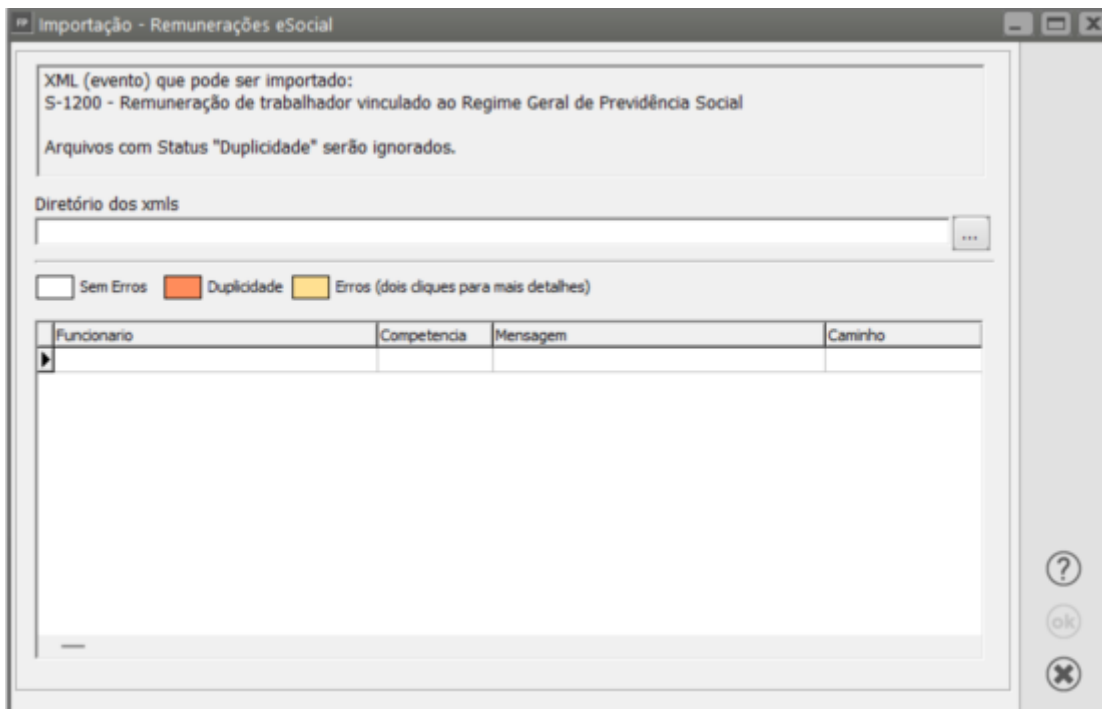 FP Importação - Remunerações eSocial
XML (evento) que pode ser importado:
S-1200 - Remuneração de trabalhador vinculado ao Regime Geral de Previdência Social
Arquivos com Status "Duplicidade" serão ignorados.
Diretório dos xmls
...
Sem Erros Duplicidade Erros (dois cliques para mais detalhes)
Funcionario Competencia Mensagem Caminho
?
ok